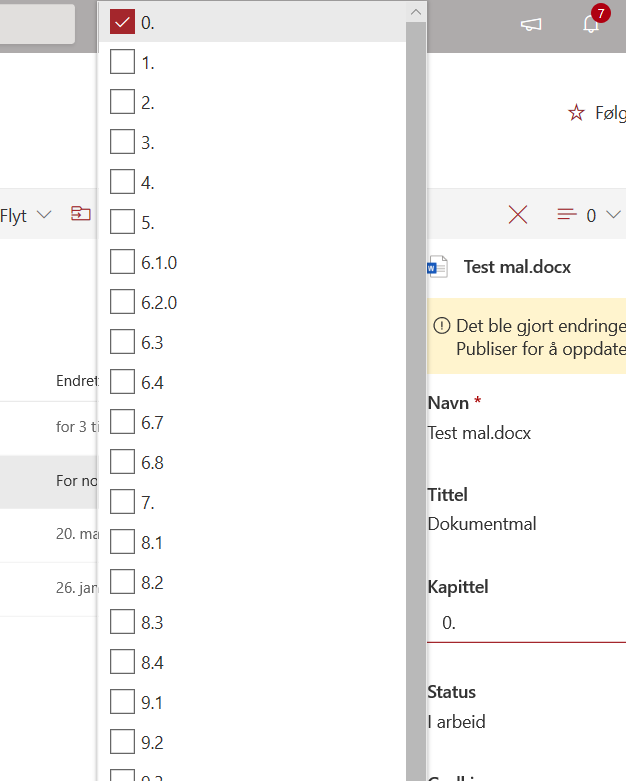 0.
1.
2.
3.
4.
5.
6.1.0
6.2.0
6.3
6.4
6.7
6.8
7.
8.1
8.2
8.3
8.4
9.1
9.2
7
Følg
Flyt
0
Endret
for 3 ti
For no
20. ma
26. jan
Test mal.docx
Det ble gjort endringe
Publiser for å oppdate
Navn *
Test mal.docx
Tittel
Dokumentmal
Kapittel
0.
Status
I arbeid